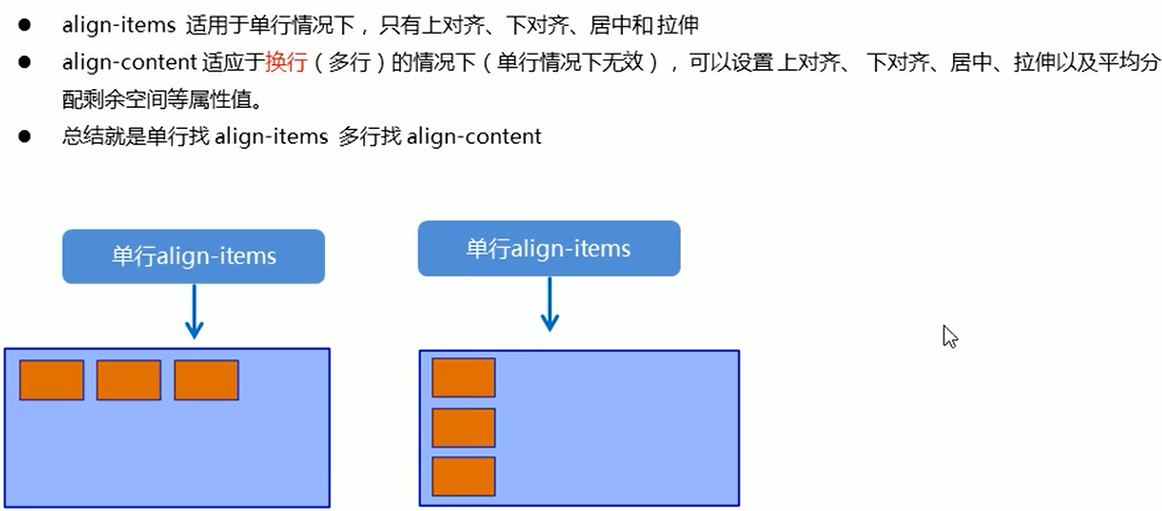 ● align-items 适用于单行情况下，只有上对齐、下对齐、居中和 拉伸
● align-content 适应于换行（多行）的情况下（单行情况下无效），可以设置 上对齐、 下对齐、居中、拉伸以及平均分
配剩余空间等属性值。
● 总结就是单行找 align-items 多行找 align-content
单行align-items
单行align-items